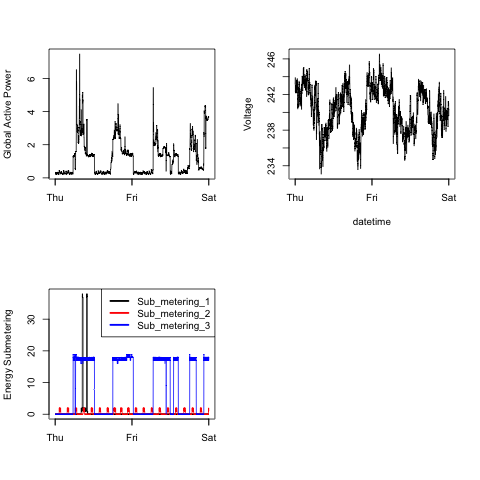 Global Active Power
0 2 4 6
Thu Fri Sat
Voltage
234 238 242 246
Thu Fri Sat
datetime
Energy Submetering
0 10 20 30
Sub_metering_1
Sub_metering_2
Sub_metering_3
Thu Fri Sat